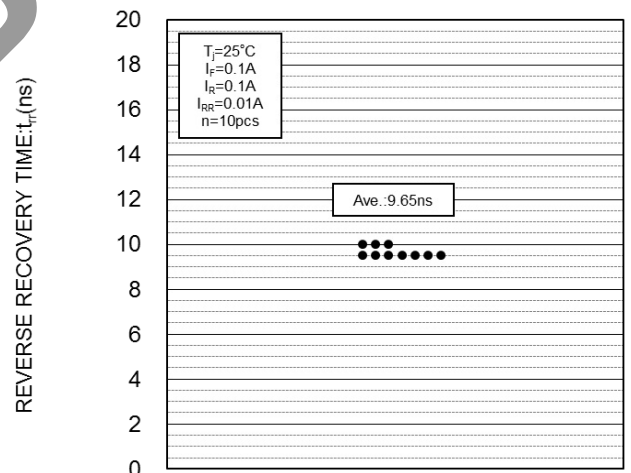 REVERSE RECOVERY TIME:trr(ns)
20
18
16
14
12
10
8
6
4
2
0
Tj=25°C
IF=0.1A
IR=0.1A
IRR=0.01A
n=10pcs
Ave.:9.65ns